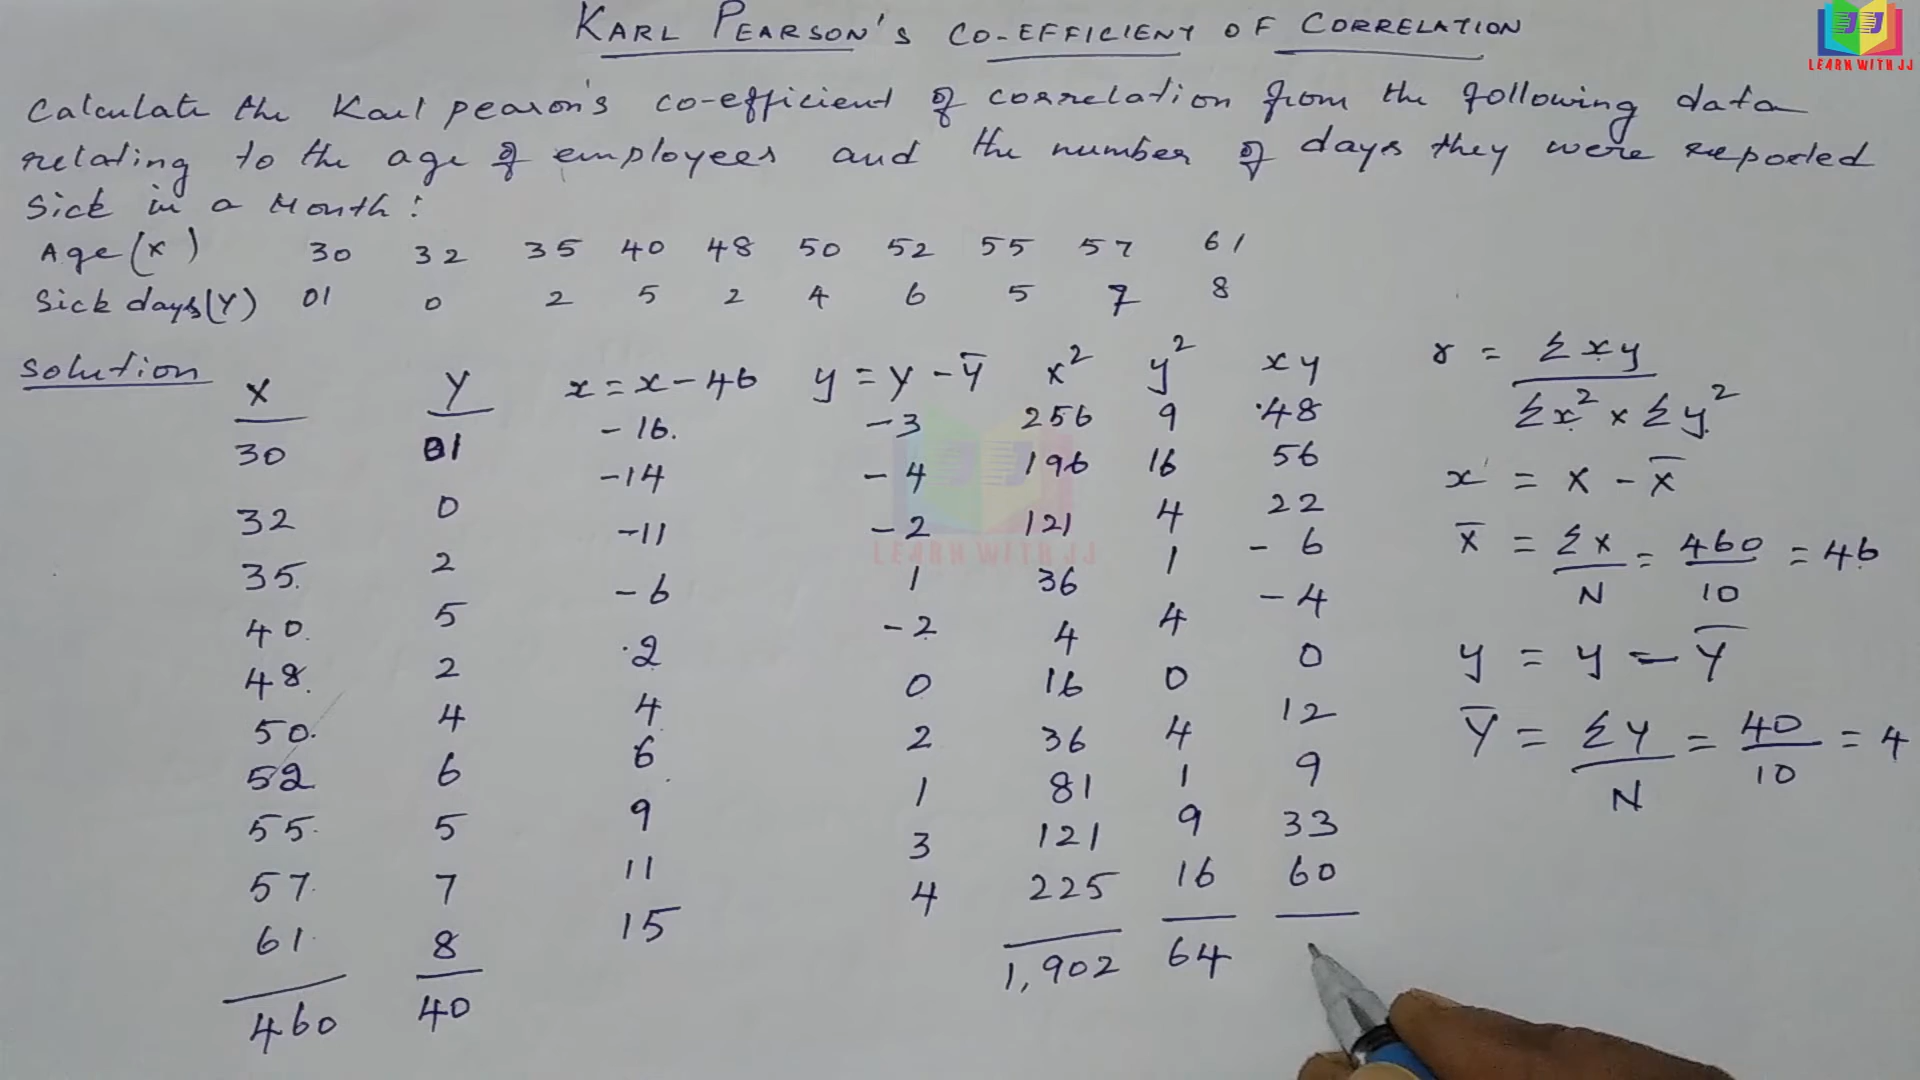 KARL PEARSON'S CO-EFFICIENT OF CORRELATION
LEARN WITH JJ
Calculate the Karl pearson's co-efficient of correlation from the following data
relating to the age of employees and the number of days they were reported
Sick in a Month:
Age (X) 30 32 35 40 48 50 52 55 57 61
Sick days (Y) 01 0 2 5 2 4 6 5 7 8
Solution
X Y x = x - 46 y = y - Ȳ x² y² xy
30 01 -16. -3 256 9 48
32 0 -14 -4 196 16 56
35. 2 -11 -2 121 4 22
40. 5 -6 1 36 1 -6
48. 2 2 -2 4 4 -4
50. 4 4 0 16 0 0
52 6 6 2 36 4 12
55. 5 9 1 81 1 9
57. 7 11 3 121 9 33
61. 8 15 4 225 16 60
460 40 1,902 64
r = Σxy / Σx² × Σy²
x = X - X̄
X̄ = ΣX / N = 460 / 10 = 46
y = y - Ȳ
Ȳ = ΣY / N = 40 / 10 = 4
LEARN WITH JJ